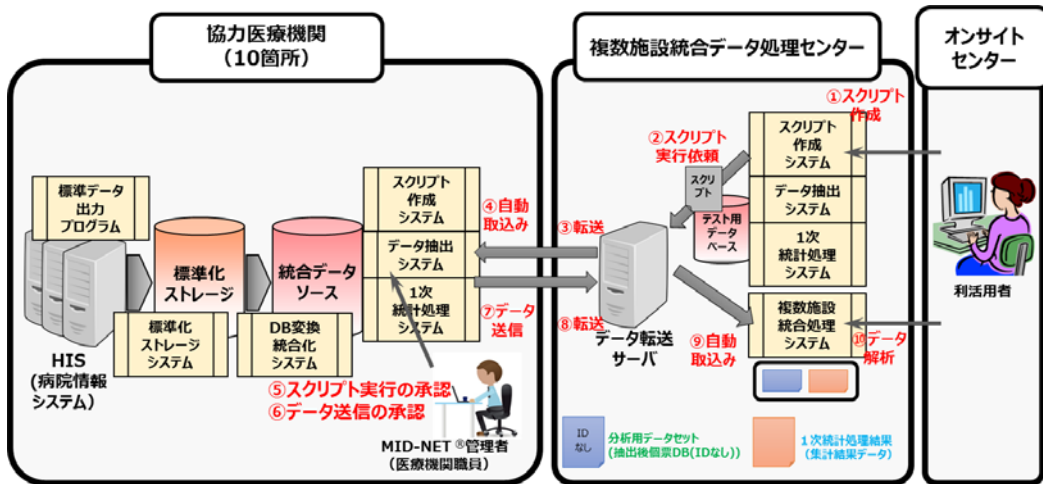 協力医療機関
（10箇所）
標準データ
出力
プログラム
HIS
(病院情報
システム)
標準化
ストレージ
標準化
ストレージ
システム
統合データ
ソース
DB変換
統合化
システム
スクリプト
作成
システム
データ抽出
システム
1次
統計処理
システム
④自動
取込み
⑦データ
送信
⑤スクリプト実行の承認
⑥データ送信の承認
MID-NET®管理者
（医療機関職員）
複数施設統合データ処理センター
①スクリプト
作成
②スクリプト
実行依頼
スクリ
プト
テスト用
データ
ベース
スクリプト
作成
システム
データ抽出
システム
1次
統計処理
システム
③転送
⑧転送
データ転送
サーバ
⑨自動
取込み
複数施設
統合処理
システム
⑩データ
解析
ID
なし
分析用データセット
(抽出後個票DB(IDなし))
１次統計処理結果
（集計結果データ）
オンサイト
センター
利活用者